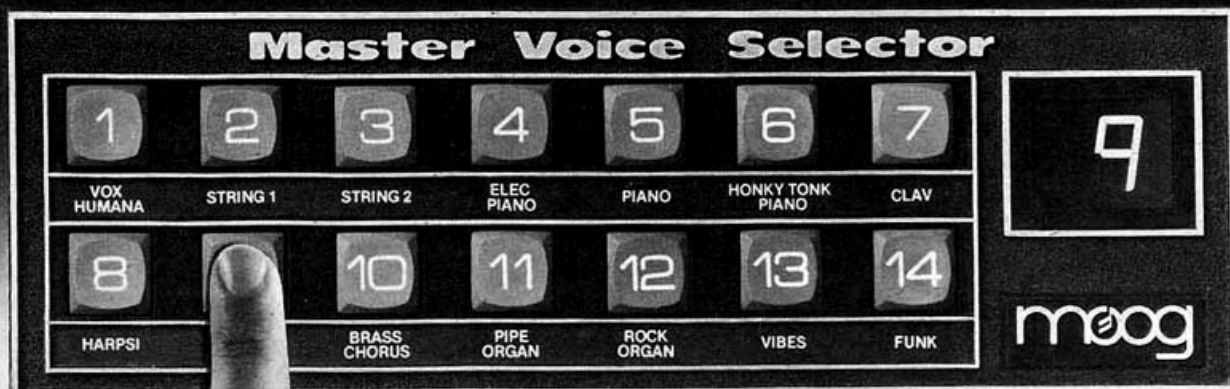 Master Voice Selector
1 2 3 4 5 6 7
9
VOX HUMANA STRING 1 STRING 2 ELEC PIANO PIANO HONKY TONK PIANO CLAV
8 10 11 12 13 14
HARPSI BRASS CHORUS PIPE ORGAN ROCK ORGAN VIBES FUNK
moog